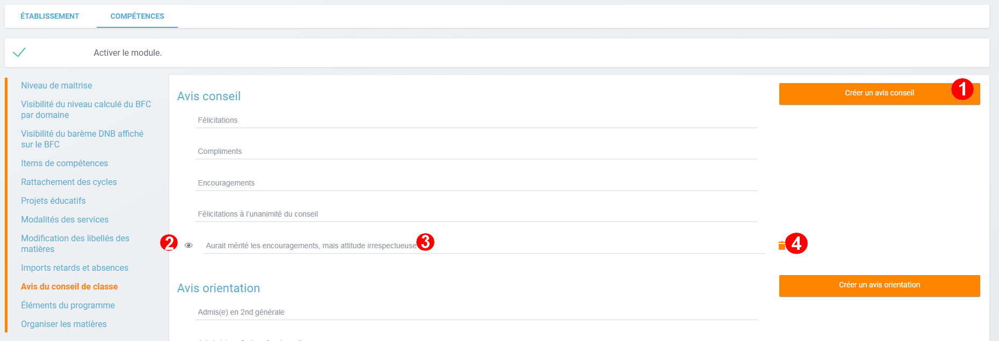 ÉTABLISSEMENT COMPÉTENCES
Activer le module.
Niveau de maitrise
Visibilité du niveau calculé du BFC
par domaine
Visibilité du barème DNB affiché
sur le BFC
Items de compétences
Rattachement des cycles
Projets éducatifs
Modalités des services
Modification des libellés des
matières
Imports retards et absences
Avis du conseil de classe
Éléments du programme
Organiser les matières
Avis conseil
Créer un avis conseil 1
Félicitations
Compliments
Encouragements
Félicitations à l'unanimité du conseil
2 Aurait mérité les encouragements, mais attitude irrespectueuse 3 4
Avis orientation
Créer un avis orientation
Admis(e) en 2nd générale